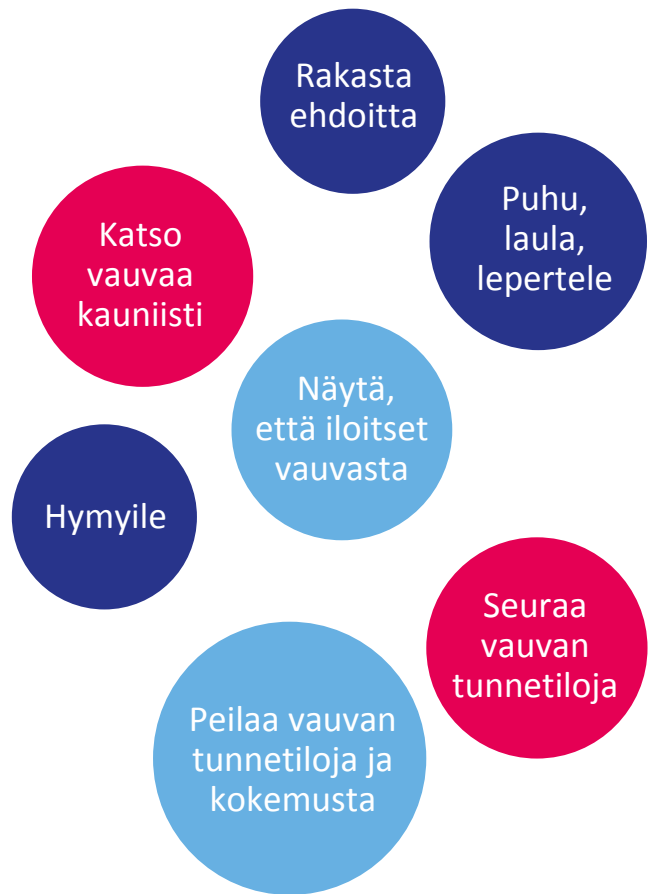 Rakasta
ehdoitta
Puhu,
laula,
lepertele
Katso
vauvaa
kauniisti
Näytä,
että iloitset
vauvasta
Hymyile
Seuraa
vauvan
tunnetiloja
Peilaa vauvan
tunnetiloja ja
kokemusta